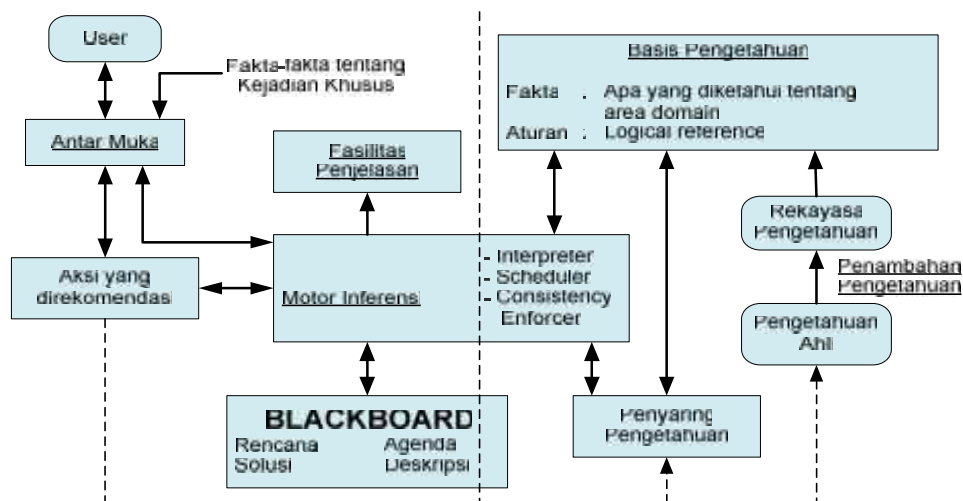 User
Fakta-fakta tentang
Kejadian Khusus
Antar Muka
Fasilitas
Penjelasan
Aksi yang
direkomendasi
Motor Inferensi
- Interpreter
- Scheduler
- Consistency
Enforcer
BLACKBOARD
Rencana Agenda
Solusi Deskripsi
Basis Pengetahuan
Fakta : Apa yang diketahui tentang
area domain
Aturan : Logical reference
Rekayasa
Pengetahuan
Penambahan
Pengetahuan
Pengetahuan
Ahli
Penyaring
Pengetahuan